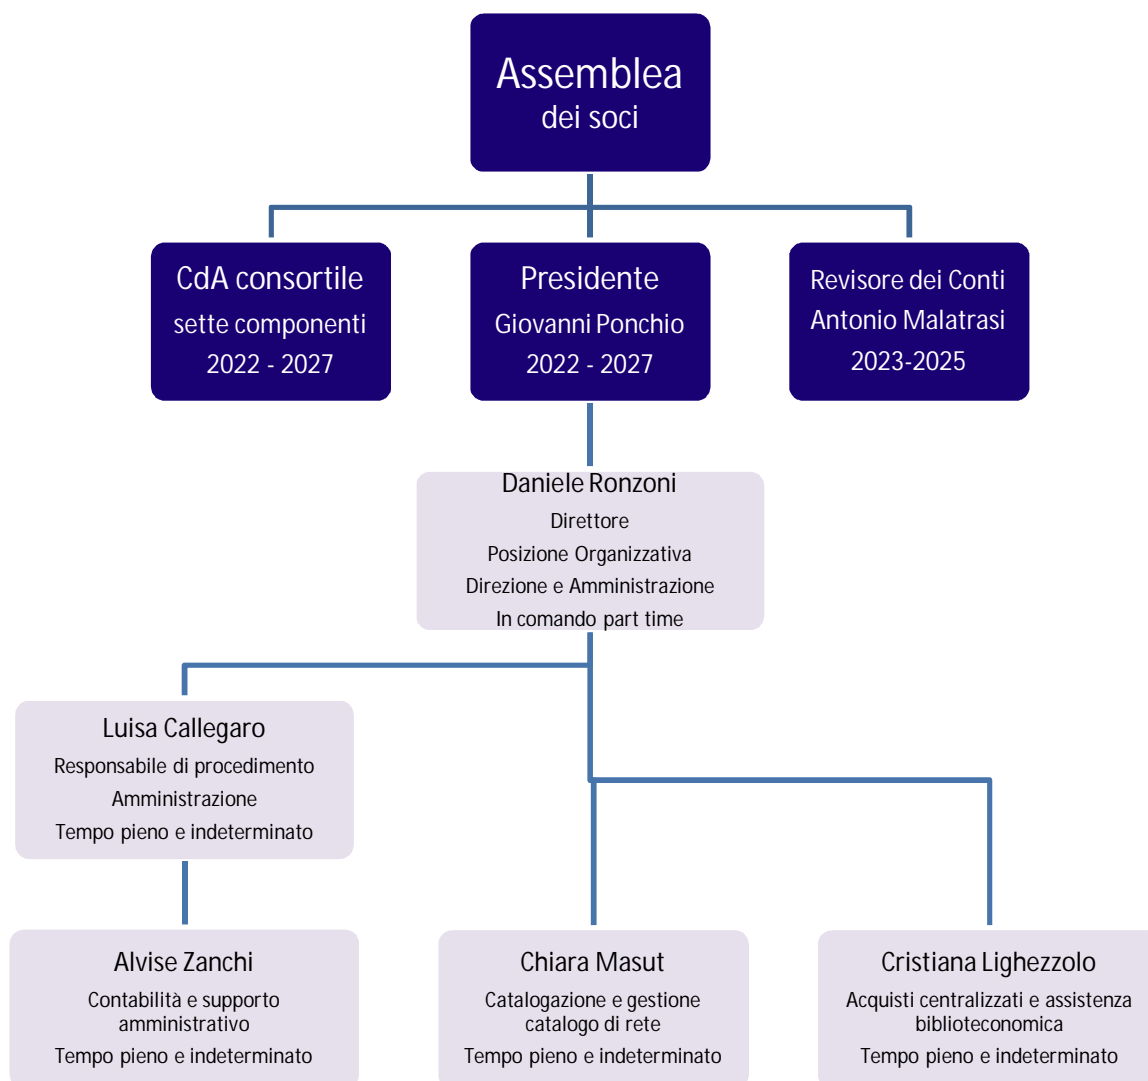 Assemblea
dei soci
CdA consortile
sette componenti
2022 - 2027
Presidente
Giovanni Ponchio
2022 - 2027
Revisore dei Conti
Antonio Malatrasi
2023-2025
Daniele Ronzoni
Direttore
Posizione Organizzativa
Direzione e Amministrazione
In comando part time
Luisa Callegaro
Responsabile di procedimento
Amministrazione
Tempo pieno e indeterminato
Alvise Zanchi
Contabilità e supporto
amministrativo
Tempo pieno e indeterminato
Chiara Masut
Catalogazione e gestione
catalogo di rete
Tempo pieno e indeterminato
Cristiana Lighezzolo
Acquisti centralizzati e assistenza
biblioteconomica
Tempo pieno e indeterminato